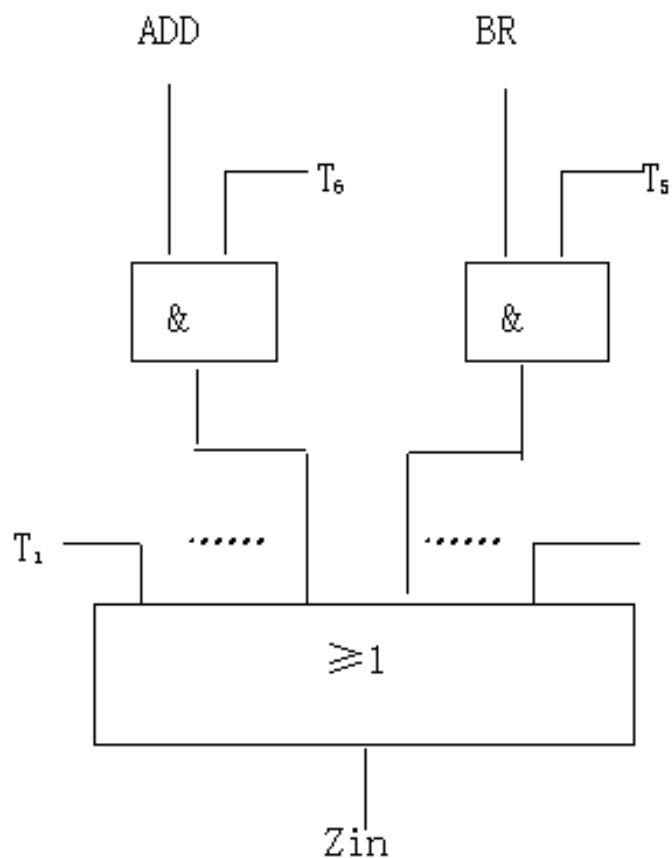 ADD BR
T₆ T₅
& &
T₁ ...... ......
≥1
Zin